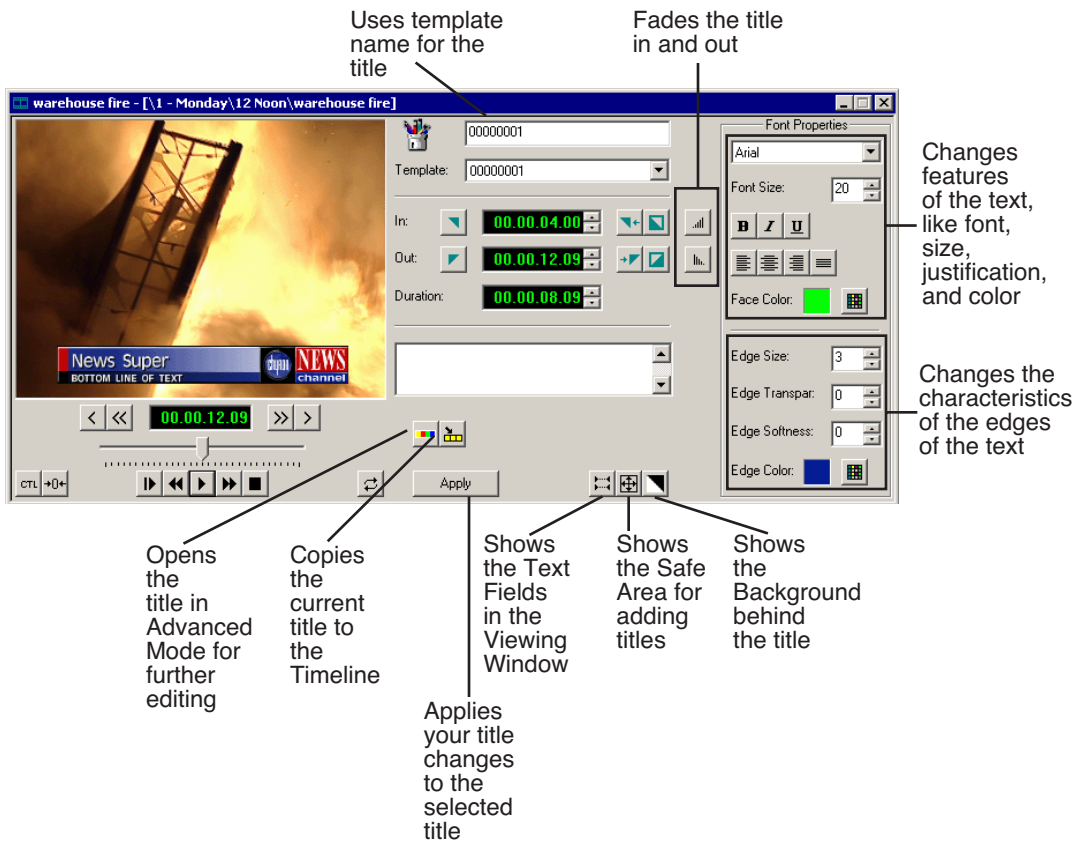 Uses template
name for the
title
Fades the title
in and out
warehouse fire - [\1 - Monday\12 Noon\warehouse fire]
00000001
Template:
00000001
In:
00.00.04.00
Out:
00.00.12.09
Duration:
00.00.08.09
Font Properties
Arial
Font Size:
20
B I U
Face Color:
Edge Size:
3
Edge Transpar:
0
Edge Softness:
0
Edge Color:
Changes
features
of the text,
like font,
size,
justification,
and color
Changes the
characteristics
of the edges
of the text
News Super
BOTTOM LINE OF TEXT
NEWS
channel
< <<
00.00.12.09
>> >
CTL →0←
Apply
Opens
the
title in
Advanced
Mode for
further
editing
Copies
the
current
title to
the
Timeline
Applies
your title
changes
to the
selected
title
Shows
the Text
Fields
in the
Viewing
Window
Shows
the Safe
Area for
adding
titles
Shows
the
Background
behind
the title